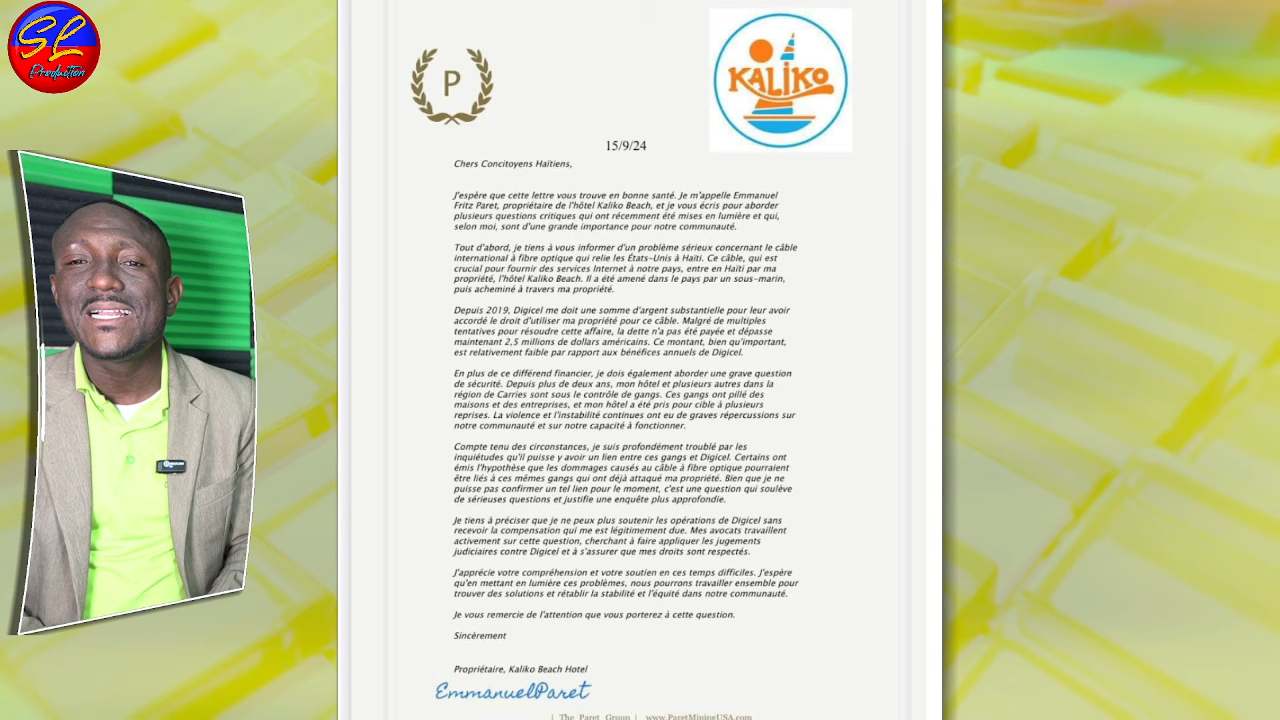 SL
Production
P
KALIKO
15/9/24
Chers Concitoyens Haïtiens,
J'espère que cette lettre vous trouve en bonne santé. Je m'appelle Emmanuel
Fritz Paret, propriétaire de l'hôtel Kaliko Beach, et je vous écris pour aborder
plusieurs questions critiques qui ont récemment été mises en lumière et qui,
selon moi, sont d'une grande importance pour notre communauté.
Tout d'abord, je tiens à vous informer d'un problème sérieux concernant le câble
international à fibre optique qui relie les États-Unis à Haïti. Ce câble, qui est
crucial pour fournir des services Internet à notre pays, entre en Haïti par ma
propriété, l'hôtel Kaliko Beach. Il a été amené dans le pays par un sous-marin,
puis acheminé à travers ma propriété.
Depuis 2019, Digicel me doit une somme d'argent substantielle pour leur avoir
accordé le droit d'utiliser ma propriété pour ce câble. Malgré de multiples
tentatives pour résoudre cette affaire, la dette n'a pas été payée et dépasse
maintenant 2,5 millions de dollars américains. Ce montant, bien qu'important,
est relativement faible par rapport aux bénéfices annuels de Digicel.
En plus de ce différend financier, je dois également aborder une grave question
de sécurité. Depuis plus de deux ans, mon hôtel et plusieurs autres dans la
région de Carries sont sous le contrôle de gangs. Ces gangs ont pillé des
maisons et des entreprises, et mon hôtel a été pris pour cible à plusieurs
reprises. La violence et l'instabilité continues ont eu de graves répercussions sur
notre communauté et sur notre capacité à fonctionner.
Compte tenu des circonstances, je suis profondément troublé par les
inquiétudes qu'il puisse y avoir un lien entre ces gangs et Digicel. Certains ont
émis l'hypothèse que les dommages causés au câble à fibre optique pourraient
être liés à ces mêmes gangs qui ont déjà attaqué ma propriété. Bien que je ne
puisse pas confirmer un tel lien pour le moment, c'est une question qui soulève
de sérieuses questions et justifie une enquête plus approfondie.
Je tiens à préciser que je ne peux plus soutenir les opérations de Digicel sans
recevoir la compensation qui me est légitimement due. Mes avocats travaillent
activement sur cette question, cherchant à faire appliquer les jugements
judiciaires contre Digicel et à s'assurer que mes droits sont respectés.
J'apprécie votre compréhension et votre soutien en ces temps difficiles. J'espère
qu'en mettant en lumière ces problèmes, nous pourrons travailler ensemble pour
trouver des solutions et rétablir la stabilité et l'équité dans notre communauté.
Je vous remercie de l'attention que vous porterez à cette question.
Sincèrement
Propriétaire, Kaliko Beach Hotel
EmmanuelParet
| The Paret Group | www.ParetMiningUSA.com